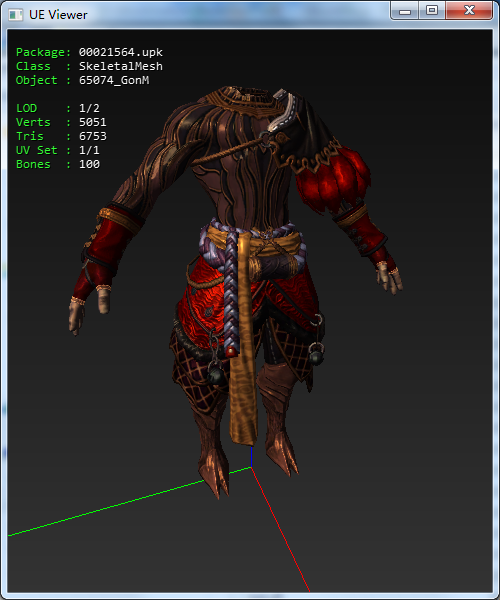 UE Viewer
Package: 00021564.upk
Class : SkeletalMesh
Object : 65074_GonM
LOD : 1/2
Verts : 5051
Tris : 6753
UV Set : 1/1
Bones : 100